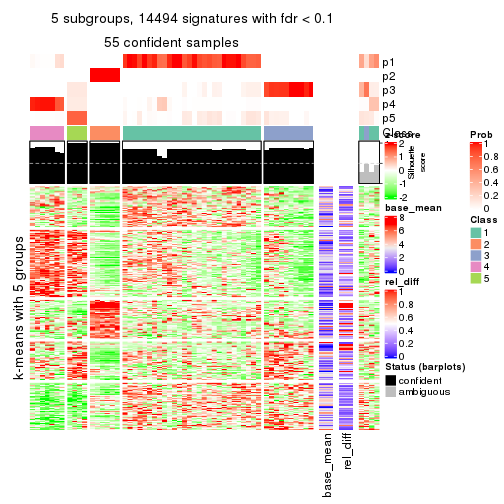 5 subgroups, 14494 signatures with fdr < 0.1
55 confident samples
p1
p2
p3
p4
p5
Class
z-score
2
1
0
-1
-2
Silhouette
score
Prob
1
0.8
0.6
0.4
0.2
0
base_mean
8
6
4
2
0
Class
1
2
3
4
5
rel_diff
1
0.8
0.6
0.4
0.2
0
Status (barplots)
confident
ambiguous
k-means with 5 groups
base_mean
rel_diff